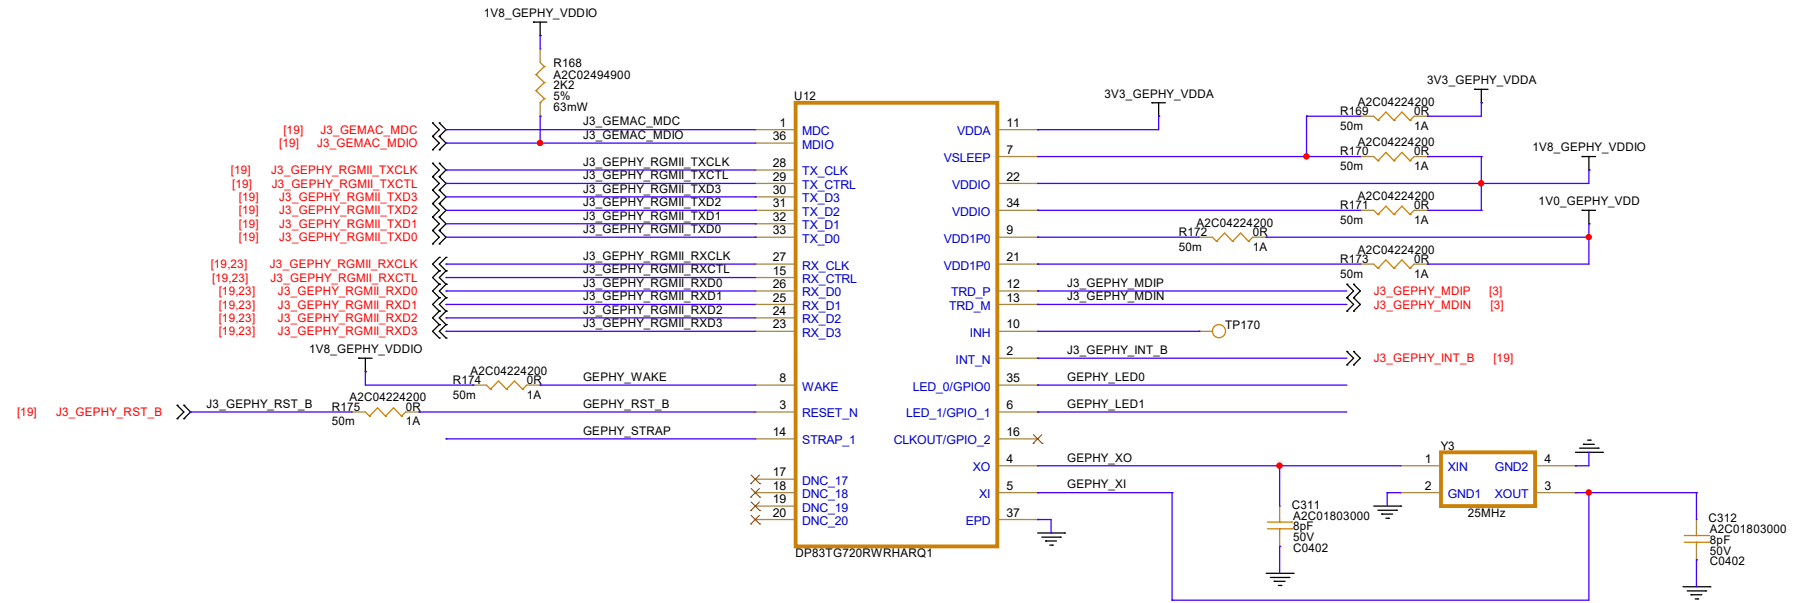 1V8_GEPHY_VDDIO
R168
A2C02494900
2K2
5%
63mW
U12
[19] J3_GEMAC_MDC J3_GEMAC_MDC 1 MDC
[19] J3_GEMAC_MDIO J3_GEMAC_MDIO 36 MDIO
[19] J3_GEPHY_RGMII_TXCLK J3_GEPHY_RGMII_TXCLK 28 TX_CLK
[19] J3_GEPHY_RGMII_TXCTL J3_GEPHY_RGMII_TXCTL 29 TX_CTRL
[19] J3_GEPHY_RGMII_TXD3 J3_GEPHY_RGMII_TXD3 30 TX_D3
[19] J3_GEPHY_RGMII_TXD2 J3_GEPHY_RGMII_TXD2 31 TX_D2
[19] J3_GEPHY_RGMII_TXD1 J3_GEPHY_RGMII_TXD1 32 TX_D1
[19] J3_GEPHY_RGMII_TXD0 J3_GEPHY_RGMII_TXD0 33 TX_D0
[19,23] J3_GEPHY_RGMII_RXCLK J3_GEPHY_RGMII_RXCLK 27 RX_CLK
[19,23] J3_GEPHY_RGMII_RXCTL J3_GEPHY_RGMII_RXCTL 15 RX_CTRL
[19,23] J3_GEPHY_RGMII_RXD0 J3_GEPHY_RGMII_RXD0 26 RX_D0
[19,23] J3_GEPHY_RGMII_RXD1 J3_GEPHY_RGMII_RXD1 25 RX_D1
[19,23] J3_GEPHY_RGMII_RXD2 J3_GEPHY_RGMII_RXD2 24 RX_D2
[19,23] J3_GEPHY_RGMII_RXD3 J3_GEPHY_RGMII_RXD3 23 RX_D3
1V8_GEPHY_VDDIO
A2C04224200
R174 0R GEPHY_WAKE 8 WAKE
50m 1A
A2C04224200
[19] J3_GEPHY_RST_B J3_GEPHY_RST_B R175 0R GEPHY_RST_B 3 RESET_N
50m 1A
GEPHY_STRAP 14 STRAP_1
17 DNC_17
18 DNC_18
19 DNC_19
20 DNC_20
DP83TG720RWRHARQ1
3V3_GEPHY_VDDA
VDDA 11
3V3_GEPHY_VDDA
A2C04224200
R169 0R
50m 1A
VSLEEP 7
A2C04224200
R170 0R
50m 1A
1V8_GEPHY_VDDIO
VDDIO 22
VDDIO 34
A2C04224200
R171 0R
50m 1A
1V0_GEPHY_VDD
VDD1P0 9
A2C04224200
R172 0R
50m 1A
VDD1P0 21
A2C04224200
R173 0R
50m 1A
TRD_P 12 J3_GEPHY_MDIP J3_GEPHY_MDIP [3]
TRD_M 13 J3_GEPHY_MDIN J3_GEPHY_MDIN [3]
INH 10 TP170
INT_N 2 J3_GEPHY_INT_B J3_GEPHY_INT_B [19]
LED_0/GPIO0 35 GEPHY_LED0
LED_1/GPIO_1 6 GEPHY_LED1
CLKOUT/GPIO_2 16
XO 4 GEPHY_XO
XI 5 GEPHY_XI
EPD 37
Y3
1 XIN GND2 4
2 GND1 XOUT 3
25MHz
C311
A2C01803000
8pF
50V
C0402
C312
A2C01803000
8pF
50V
C0402